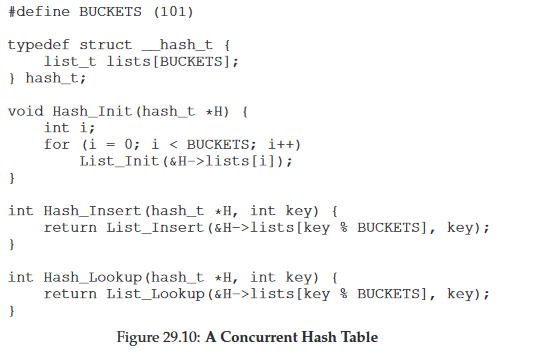 #define BUCKETS (101)
typedef struct __hash_t {
    list_t lists[BUCKETS];
} hash_t;
void Hash_Init(hash_t *H) {
    int i;
    for (i = 0; i < BUCKETS; i++)
        List_Init(&H->lists[i]);
}
int Hash_Insert(hash_t *H, int key) {
    return List_Insert(&H->lists[key % BUCKETS], key);
}
int Hash_Lookup(hash_t *H, int key) {
    return List_Lookup(&H->lists[key % BUCKETS], key);
}
Figure 29.10: A Concurrent Hash Table